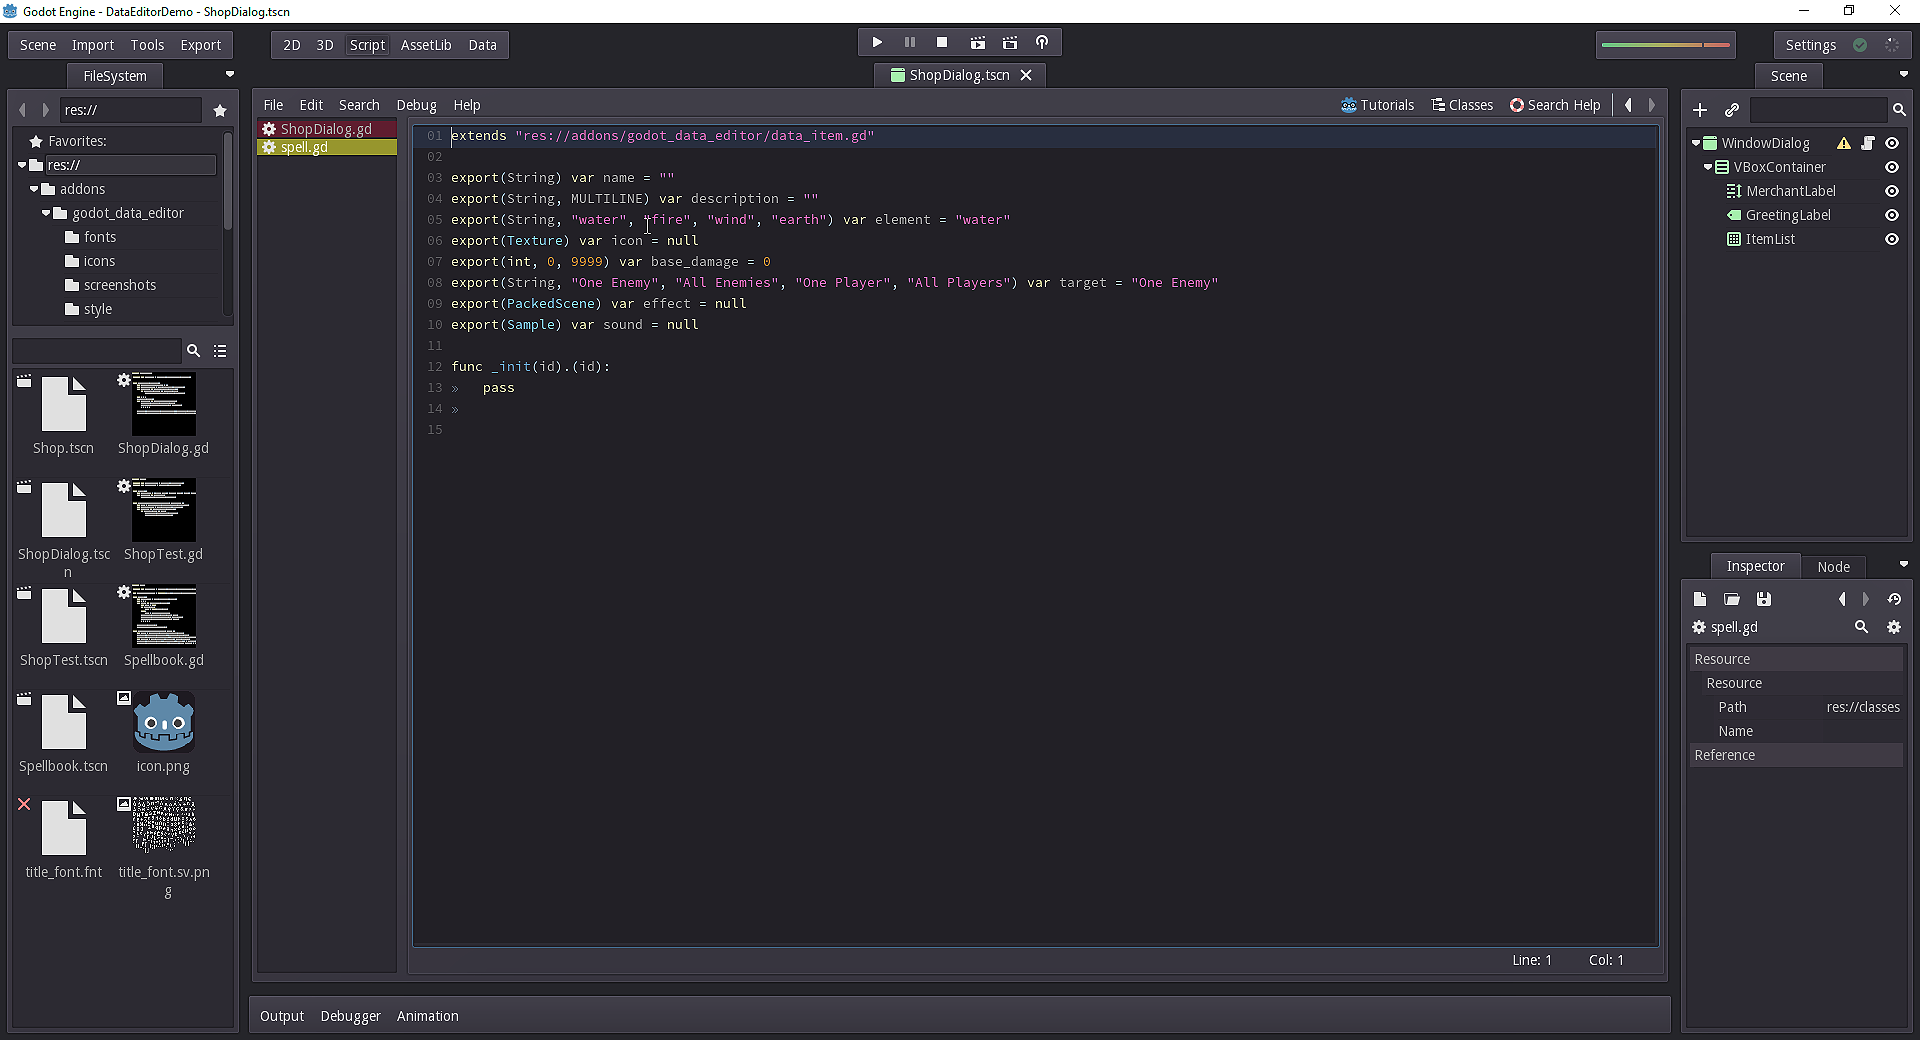 Godot Engine - DataEditorDemo - ShopDialog.tscn
Scene Import Tools Export
2D 3D Script AssetLib Data
Settings
FileSystem
ShopDialog.tscn
Scene
res://
Favorites:
res://
addons
godot_data_editor
fonts
icons
screenshots
style
Shop.tscn
ShopDialog.gd
ShopDialog.tsc
n
ShopTest.gd
ShopTest.tscn
Spellbook.gd
Spellbook.tscn
icon.png
title_font.fnt
title_font.sv.pn
g
File Edit Search Debug Help
Tutorials Classes Search Help
ShopDialog.gd
spell.gd
01 extends "res://addons/godot_data_editor/data_item.gd"
02
03 export(String) var name = ""
04 export(String, MULTILINE) var description = ""
05 export(String, "water", "fire", "wind", "earth") var element = "water"
06 export(Texture) var icon = null
07 export(int, 0, 9999) var base_damage = 0
08 export(String, "One Enemy", "All Enemies", "One Player", "All Players") var target = "One Enemy"
09 export(PackedScene) var effect = null
10 export(Sample) var sound = null
11
12 func _init(id).(id):
13 » pass
14 »
15
Line: 1 Col: 1
Output Debugger Animation
WindowDialog
VBoxContainer
MerchantLabel
GreetingLabel
ItemList
Inspector Node
spell.gd
Resource
Resource
Path res://classes
Name
Reference